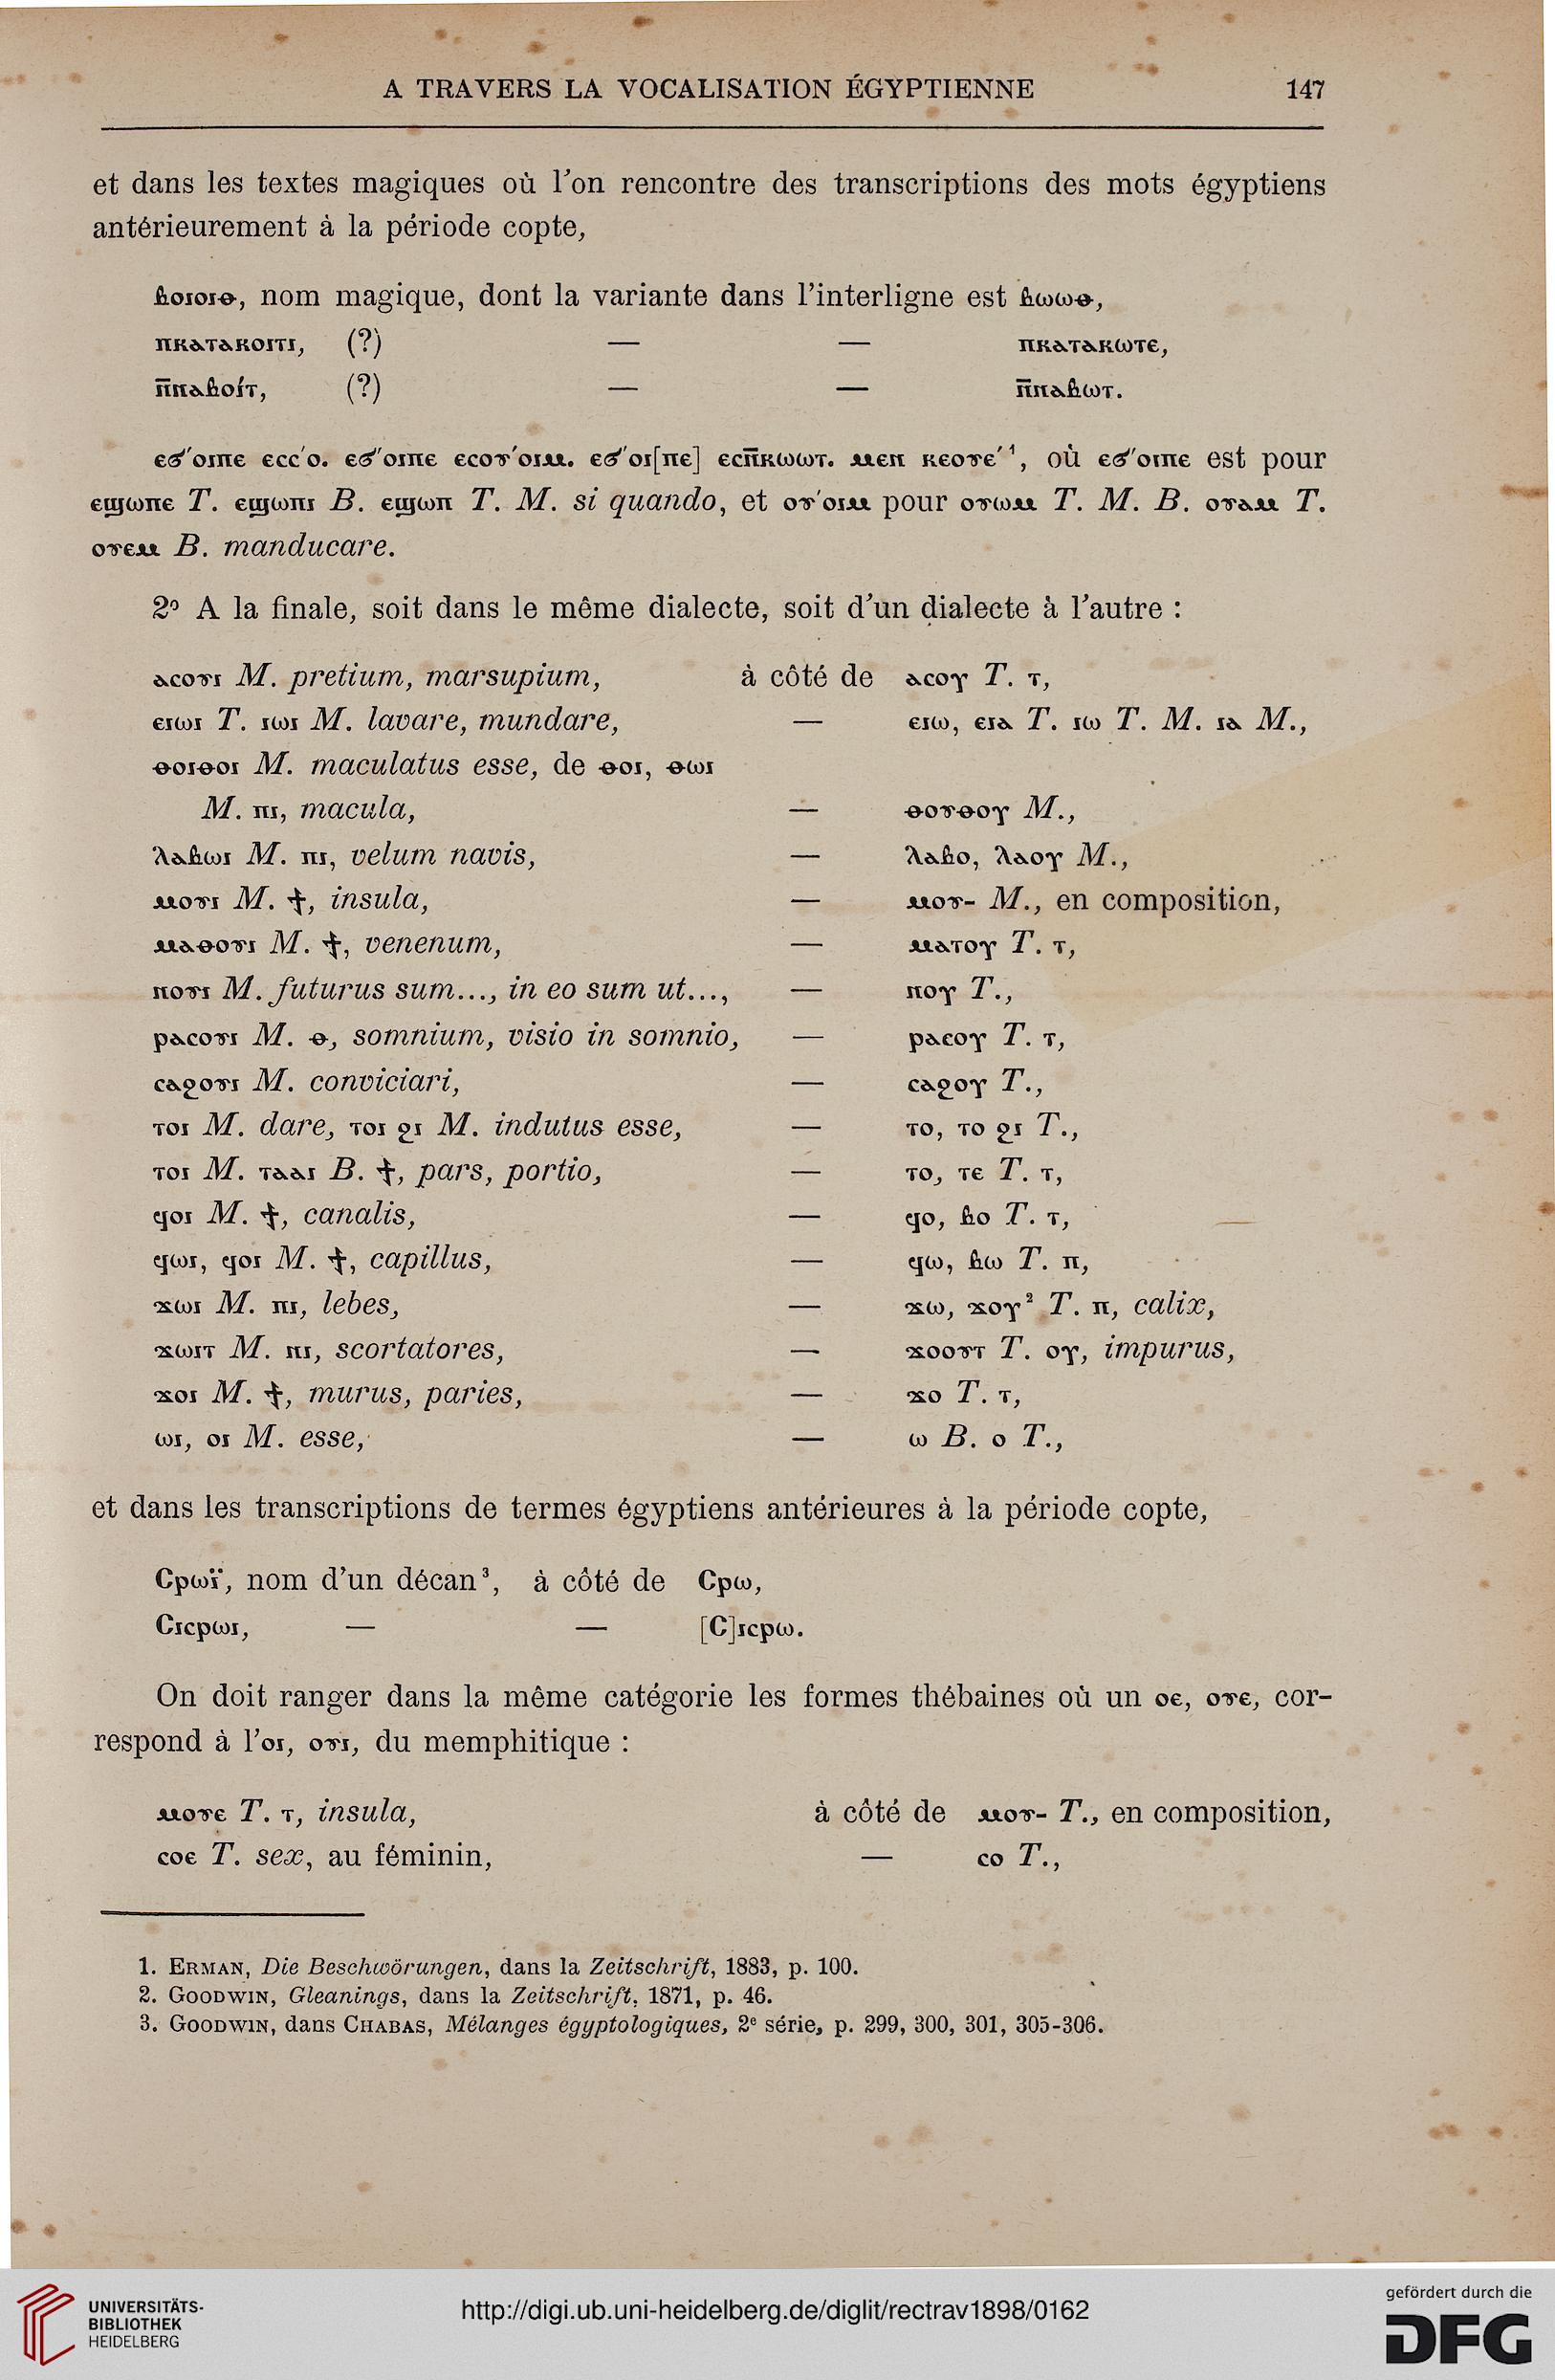 A TRAVERS LA VOCALISATION ÉGYPTIENNE 147
et dans les textes magiques où l'on rencontre des transcriptions des mots égyptiens
antérieurement à la période copte,
ⲃⲟⲓⲟⲓⲑ, nom magique, dont la variante dans l'interligne est ⲃⲱⲱⲑ,
ⲡⲕⲁⲧⲁⲕⲟⲓⲧⲓ, (?) — — ⲡⲕⲁⲧⲁⲕⲱⲧⲉ,
ⲡ̅ⲛⲁⲃⲟⲓ́ⲧ, (?) — — ⲡ̅ⲛⲁⲃⲱⲧ.
ⲉϭ'ⲟⲓⲡⲉ ⲉⲥⲥ'ⲟ. ⲉϭ'ⲟⲓⲡⲉ ⲉⲥⲟⲩ'ⲟⲓⲙ. ⲉϭ'ⲟⲓ[ⲡⲉ] ⲉⲥⲡ̅ⲕⲱⲱⲧ. ⲙⲉⲛ ⲕⲉⲟⲩⲉ'¹, où ⲉϭ'ⲟⲓⲡⲉ est pour
ⲉϣⲱⲡⲉ T. ⲉϣⲱⲡⲓ B. ⲉϣⲱⲡ T. M. si quando, et ⲟⲩ'ⲟⲓⲙ pour ⲟⲩⲱⲙ T. M. B. ⲟⲩⲁⲙ T.
ⲟⲩⲉⲙ B. manducare.
2° A la finale, soit dans le même dialecte, soit d'un dialecte à l'autre :
ⲁⲥⲟⲩⲓ M. pretium, marsupium, à côté de ⲁⲥⲟⲩ T. ⲧ,
ⲉⲓⲱⲓ T. ⲓⲱⲓ M. lavare, mundare, — ⲉⲓⲱ, ⲉⲓⲁ T. ⲓⲱ T. M. ⲓⲁ M.,
ⲑⲟⲓⲑⲟⲓ M. maculatus esse, de ⲑⲟⲓ, ⲑⲱⲓ
M. ⲡⲓ, macula, — ⲑⲟⲩⲑⲟⲩ M.,
ⲗⲁⲃⲱⲓ M. ⲡⲓ, velum navis, — ⲗⲁⲃⲟ, ⲗⲁⲟⲩ M.,
ⲙⲟⲩⲓ M. ϯ, insula, — ⲙⲟⲩ- M., en composition,
ⲙⲁⲑⲟⲩⲓ M. ϯ, venenum, — ⲙⲁⲧⲟⲩ T. ⲧ,
ⲛⲟⲩⲓ M. futurus sum..., in eo sum ut..., — ⲛⲟⲩ T.,
ⲣⲁⲥⲟⲩⲓ M. ⲑ, somnium, visio in somnio, — ⲣⲁⲥⲟⲩ T. ⲧ,
ⲥⲁϩⲟⲩⲓ M. conviciari, — ⲥⲁϩⲟⲩ T.,
ⲧⲟⲓ M. dare, ⲧⲟⲓ ϩⲓ M. indutus esse, — ⲧⲟ, ⲧⲟ ϩⲓ T.,
ⲧⲟⲓ M. ⲧⲁⲁⲓ B. ϯ, pars, portio, — ⲧⲟ, ⲧⲉ T. ⲧ,
ϥⲟⲓ M. ϯ, canalis, — ϥⲟ, ⲃⲟ T. ⲧ,
ϥⲱⲓ, ϥⲟⲓ M. ϯ, capillus, — ϥⲱ, ⲃⲱ T. ⲡ,
ϫⲱⲓ M. ⲡⲓ, lebes, — ϫⲱ, ϫⲟⲩ² T. ⲡ, calix,
ϫⲱⲓⲧ M. ⲛⲓ, scortatores, — ϫⲟⲟⲩⲧ T. ⲟⲩ, impurus,
ϫⲟⲓ M. ϯ, murus, paries, — ϫⲟ T. ⲧ,
ⲱⲓ, ⲟⲓ M. esse, — ⲱ B. ⲟ T.,
et dans les transcriptions de termes égyptiens antérieures à la période copte,
Ⲥⲣⲱⲓ̈, nom d'un décan³, à côté de Ⲥⲣⲱ,
Ⲥⲓⲥⲣⲱⲓ, — — [Ⲥ]ⲓⲥⲣⲱ.
On doit ranger dans la même catégorie les formes thébaines où un ⲟⲉ, ⲟⲩⲉ, cor-
respond à l'ⲟⲓ, ⲟⲩⲓ, du memphitique :
ⲙⲟⲩⲉ T. ⲧ, insula, à côté de ⲙⲟⲩ- T., en composition,
ⲥⲟⲉ T. sex, au féminin, — ⲥⲟ T.,
1. ERMAN, Die Beschwörungen, dans la Zeitschrift, 1883, p. 100.
2. GOODWIN, Gleanings, dans la Zeitschrift, 1871, p. 46.
3. GOODWIN, dans CHABAS, Mélanges égyptologiques, 2e série, p. 299, 300, 301, 305-306.
UNIVERSITÄTS-
BIBLIOTHEK
HEIDELBERG
http://digi.ub.uni-heidelberg.de/diglit/rectrav1898/0162
gefördert durch die
DFG